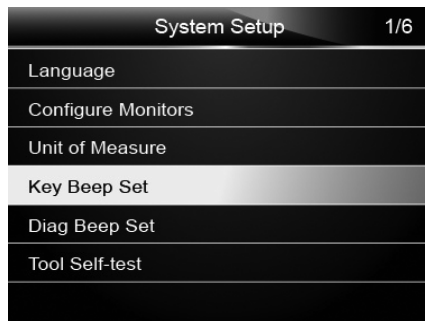 System Setup 1/6
Language
Configure Monitors
Unit of Measure
Key Beep Set
Diag Beep Set
Tool Self-test